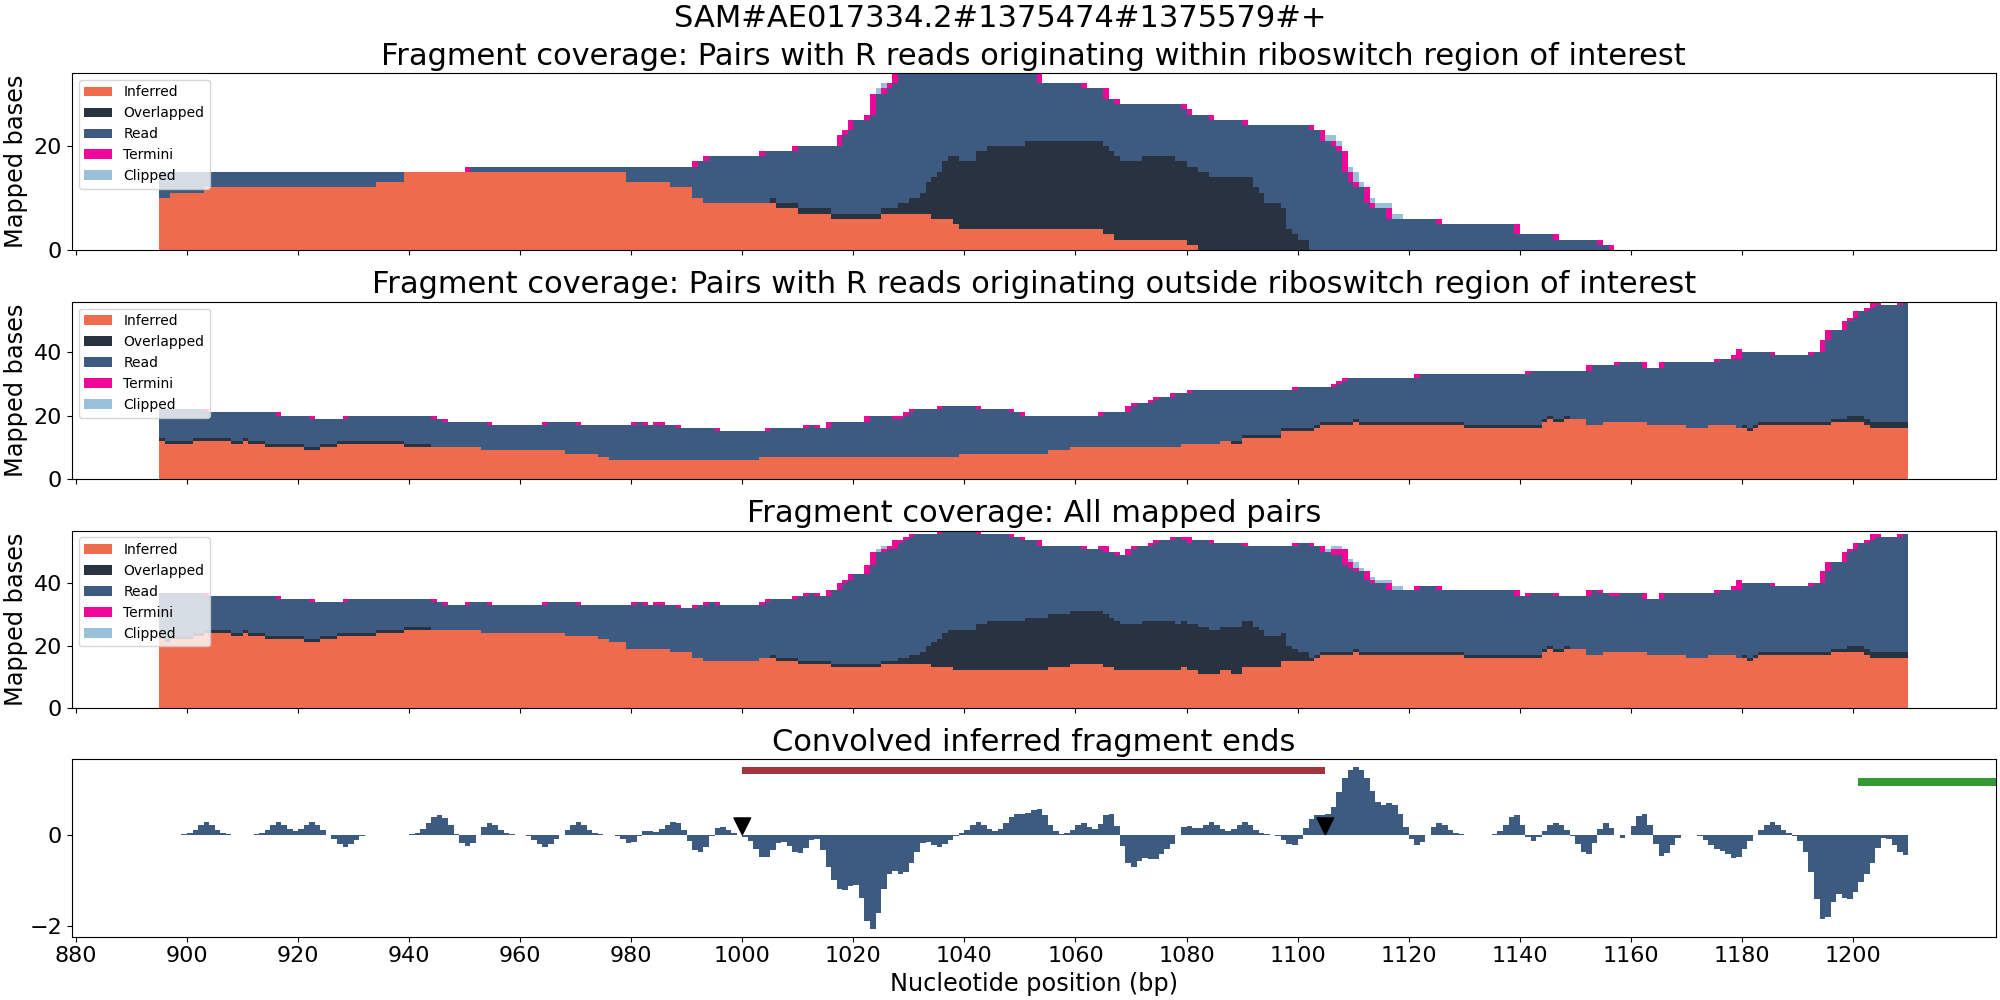 SAM#AE017334.2#1375474#1375579#+
Fragment coverage: Pairs with R reads originating within riboswitch region of interest
Mapped bases
20
0
Inferred
Overlapped
Read
Termini
Clipped
Fragment coverage: Pairs with R reads originating outside riboswitch region of interest
Mapped bases
40
20
0
Inferred
Overlapped
Read
Termini
Clipped
Fragment coverage: All mapped pairs
Mapped bases
40
20
0
Inferred
Overlapped
Read
Termini
Clipped
Convolved inferred fragment ends
0
−2
880 900 920 940 960 980 1000 1020 1040 1060 1080 1100 1120 1140 1160 1180 1200
Nucleotide position (bp)